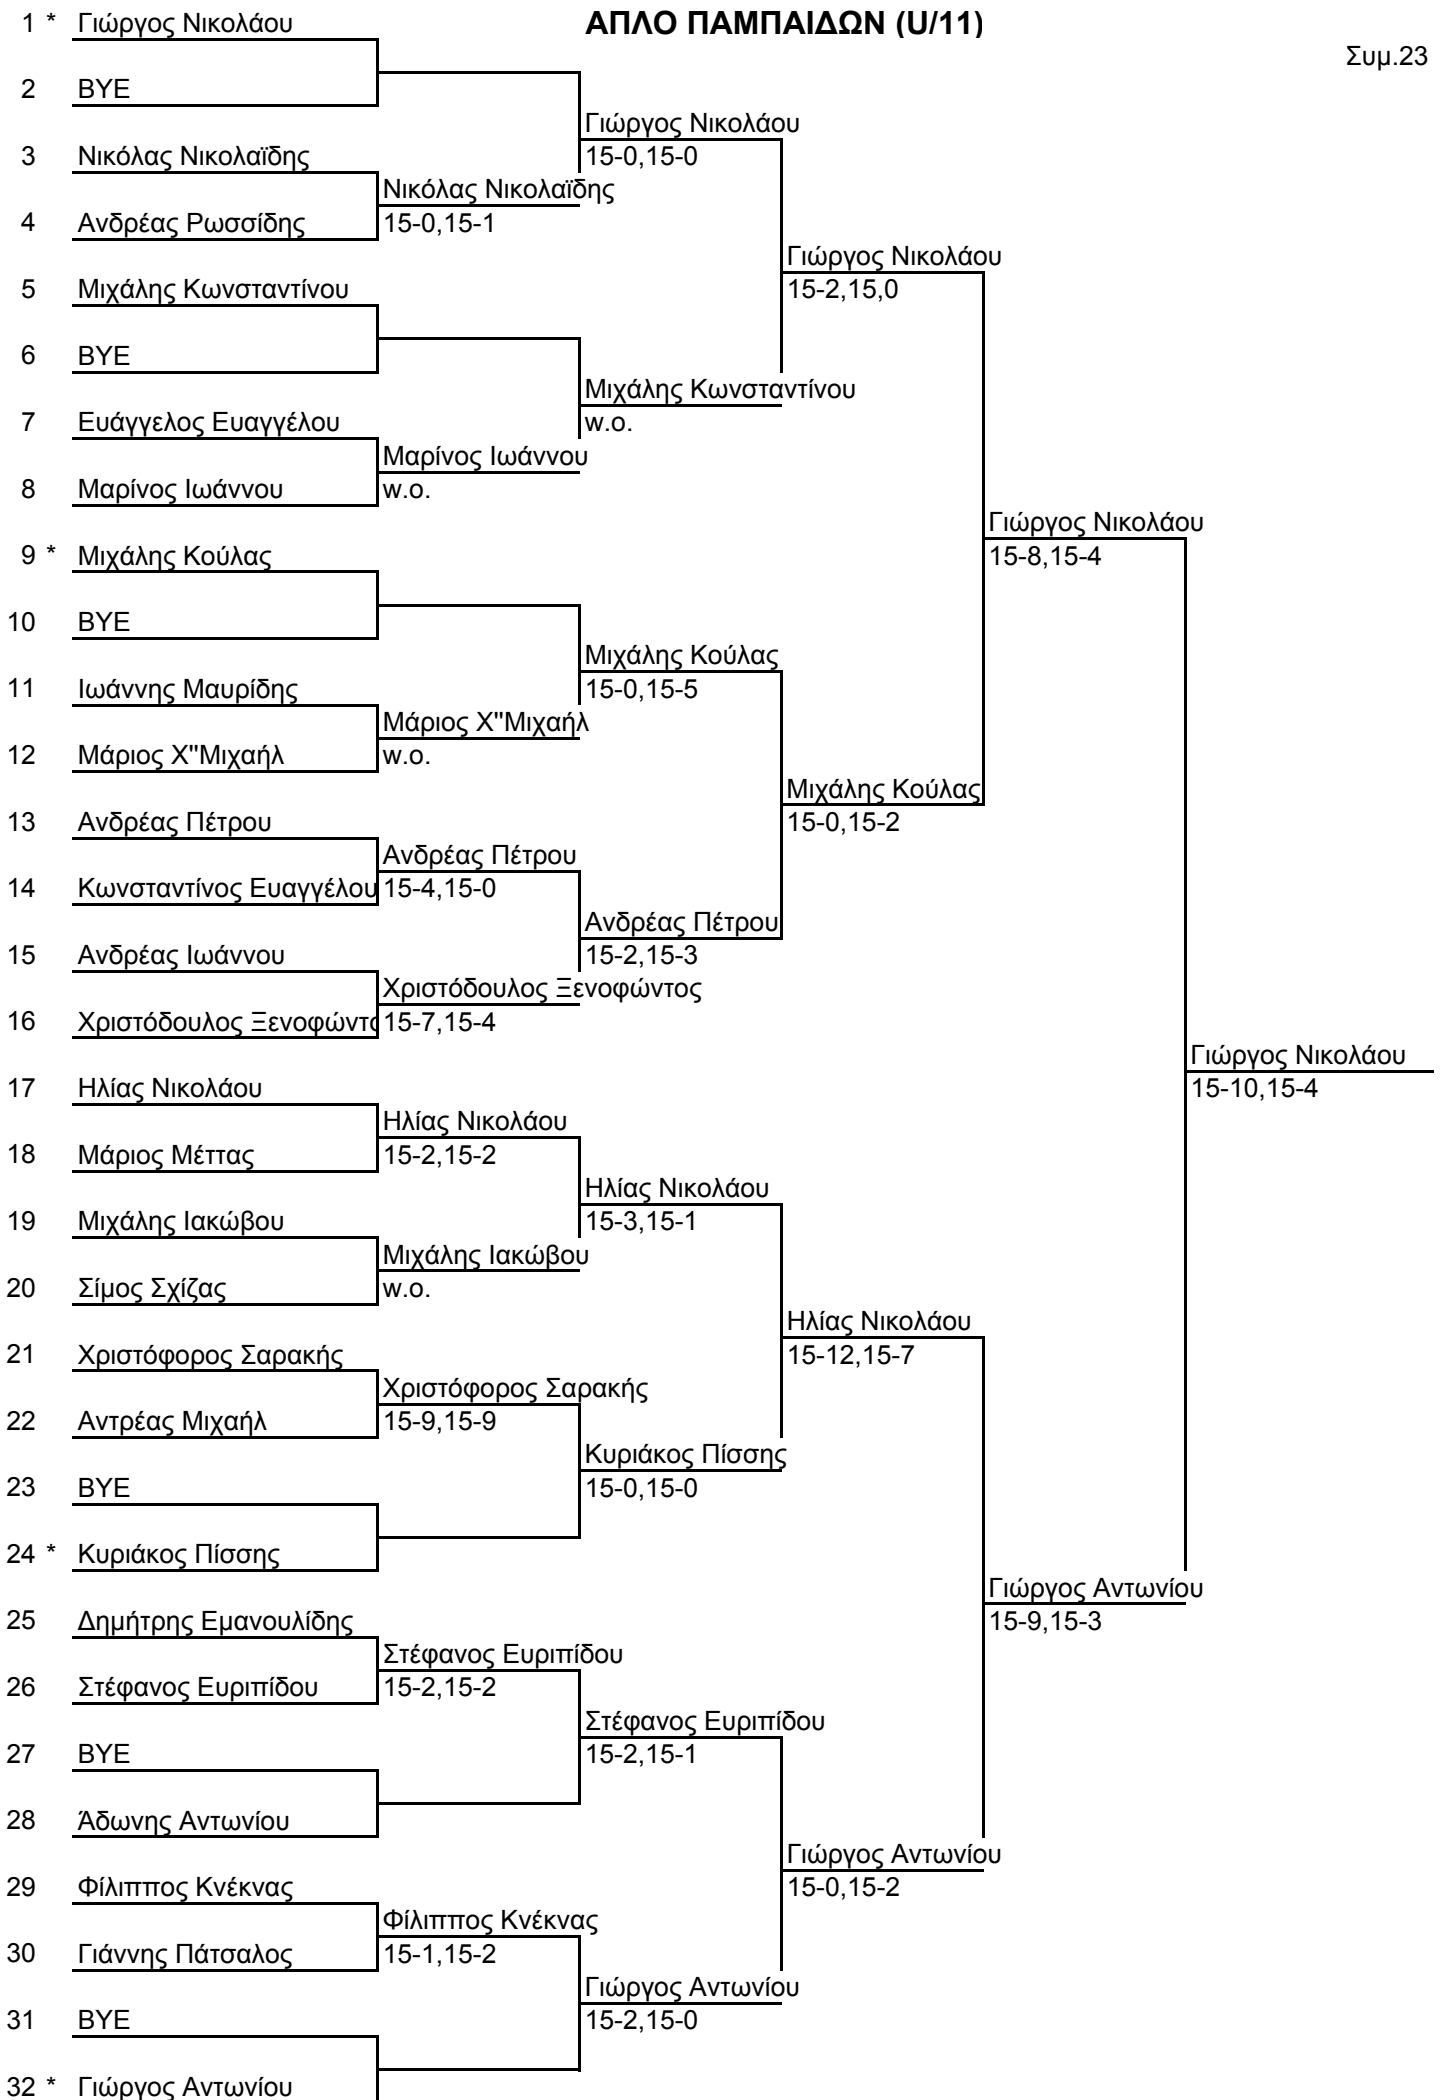 1 * Γιώργος Νικολάου
ΑΠΛΟ ΠΑΜΠΑΙΔΩΝ (U/11)
Συμ.23
2 BYE
Γιώργος Νικολάου
3 Νικόλας Νικολαϊδης
15-0,15-0
Νικόλας Νικολαϊδης
4 Ανδρέας Ρωσσίδης
15-0,15-1
Γιώργος Νικολάου
5 Μιχάλης Κωνσταντίνου
15-2,15,0
6 BYE
Μιχάλης Κωνσταντίνου
7 Ευάγγελος Ευαγγέλου
w.o.
Μαρίνος Ιωάννου
8 Μαρίνος Ιωάννου
w.o.
Γιώργος Νικολάου
9 * Μιχάλης Κούλας
15-8,15-4
10 BYE
Μιχάλης Κούλας
11 Ιωάννης Μαυρίδης
15-0,15-5
Μάριος Χ"Μιχαήλ
12 Μάριος Χ"Μιχαήλ
w.o.
Μιχάλης Κούλας
13 Ανδρέας Πέτρου
15-0,15-2
Ανδρέας Πέτρου
14 Κωνσταντίνος Ευαγγέλου
15-4,15-0
Ανδρέας Πέτρου
15 Ανδρέας Ιωάννου
15-2,15-3
Χριστόδουλος Ξενοφώντος
16 Χριστόδουλος Ξενοφώντο
15-7,15-4
Γιώργος Νικολάου
17 Ηλίας Νικολάου
15-10,15-4
Ηλίας Νικολάου
18 Μάριος Μέττας
15-2,15-2
Ηλίας Νικολάου
19 Μιχάλης Ιακώβου
15-3,15-1
Μιχάλης Ιακώβου
20 Σίμος Σχίζας
w.o.
Ηλίας Νικολάου
21 Χριστόφορος Σαρακής
15-12,15-7
Χριστόφορος Σαρακής
22 Αντρέας Μιχαήλ
15-9,15-9
Κυριάκος Πίσσης
23 BYE
15-0,15-0
24 * Κυριάκος Πίσσης
Γιώργος Αντωνίου
25 Δημήτρης Εμανουλίδης
15-9,15-3
Στέφανος Ευριπίδου
26 Στέφανος Ευριπίδου
15-2,15-2
Στέφανος Ευριπίδου
27 BYE
15-2,15-1
28 Άδωνης Αντωνίου
Γιώργος Αντωνίου
29 Φίλιππος Κνέκνας
15-0,15-2
Φίλιππος Κνέκνας
30 Γιάννης Πάτσαλος
15-1,15-2
Γιώργος Αντωνίου
31 BYE
15-2,15-0
32 * Γιώργος Αντωνίου